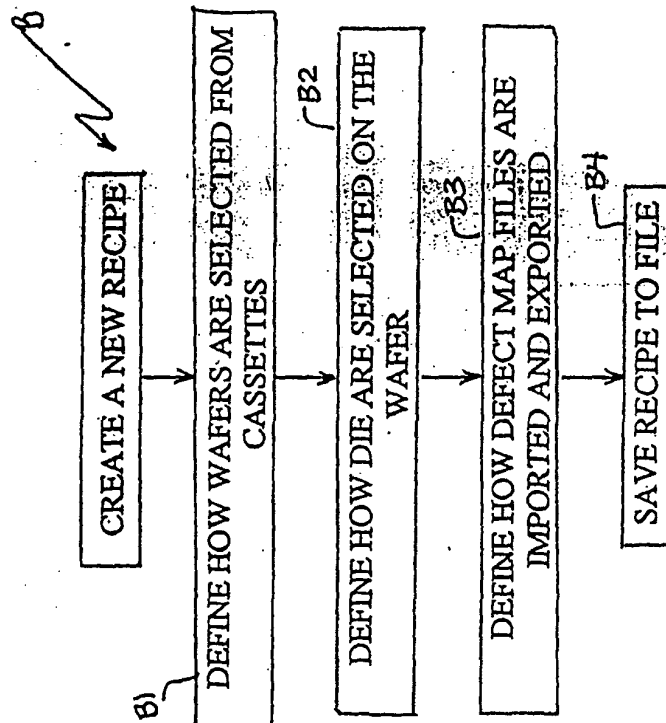 B
CREATE A NEW RECIPE
B1
DEFINE HOW WAFERS ARE SELECTED FROM
CASSETTES
B2
DEFINE HOW DIE ARE SELECTED ON THE
WAFER
B3
DEFINE HOW DEFECT MAP FILES ARE
IMPORTED AND EXPORTED
B4
SAVE RECIPE TO FILE